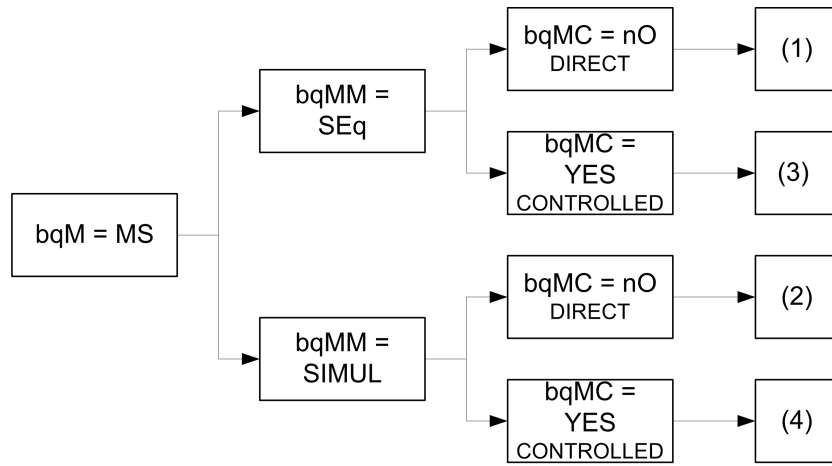 bqMC = nO
DIRECT
(1)
bqMM =
SEq
bqMC =
YES
CONTROLLED
(3)
bqM = MS
bqMC = nO
DIRECT
(2)
bqMM =
SIMUL
bqMC =
YES
CONTROLLED
(4)